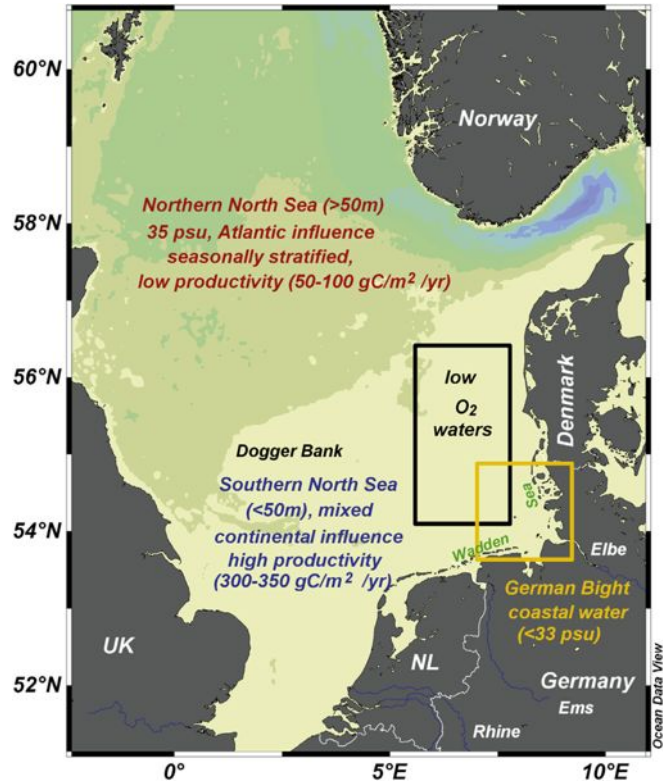 60°N
Norway
Northern North Sea (>50m)
35 psu, Atlantic influence
seasonally stratified,
low productivity (50-100 gC/m² /yr)
58°N
56°N
low
O₂
waters
Denmark
Dogger Bank
Southern North Sea
(<50m), mixed
continental influence
high productivity
(300-350 gC/m² /yr)
Sea
Wadden
54°N
Elbe
German Bight
coastal water
(<33 psu)
UK
NL
Germany
52°N
Ems
Rhine
0°
5°E
10°E
Ocean Data View